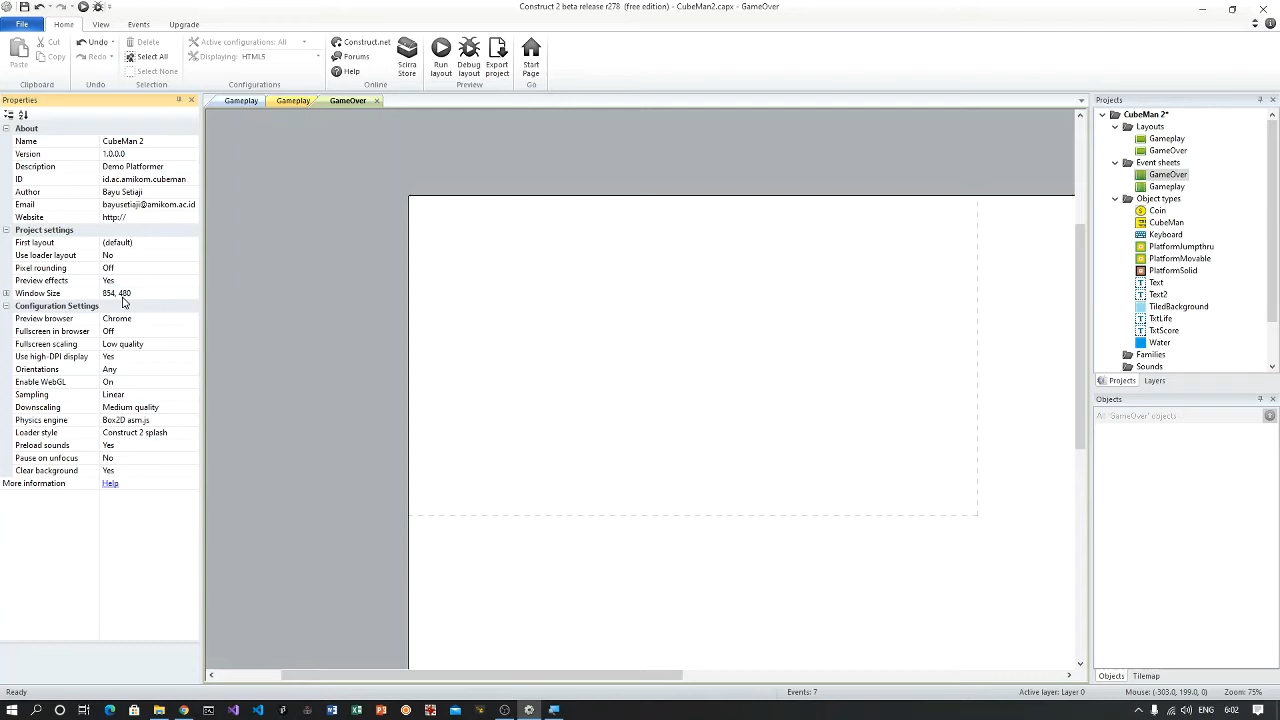 Construct 2 beta release r278 (free edition) - CubeMan2.capx - GameOver
File
Home
View
Events
Upgrade
Paste
Cut
Copy
Clipboard
Undo
Redo
Undo
Delete
Select All
Select None
Selection
Active configurations: All
Displaying: HTML5
Configurations
Construct.net
Forums
Help
Online
Scirra Store
Run layout
Debug layout
Export project
Preview
Start Page
Go
Properties
Gameplay
Gameplay
GameOver
About
Name CubeMan 2
Version 1.0.0.0
Description Demo Platformer
ID id.ac.amikom.cubeman
Author Bayu Setiaji
Email bayusetiaji@amikom.ac.id
Website http://
Project settings
First layout (default)
Use loader layout No
Pixel rounding Off
Preview effects Yes
Window Size 854, 480
Configuration Settings
Preview browser Chrome
Fullscreen in browser Off
Fullscreen scaling Low quality
Use high-DPI display Yes
Orientations Any
Enable WebGL On
Sampling Linear
Downscaling Medium quality
Physics engine Box2D asm.js
Loader style Construct 2 splash
Preload sounds Yes
Pause on unfocus No
Clear background Yes
More information Help
Projects
CubeMan 2*
Layouts
Gameplay
GameOver
Event sheets
GameOver
Gameplay
Object types
Coin
CubeMan
Keyboard
PlatformJumpthru
PlatformMovable
PlatformSolid
Text
Text2
TiledBackground
TxtLife
TxtScore
Water
Families
Sounds
Projects
Layers
Objects
All 'GameOver' objects
Objects
Tilemap
Ready
Events: 7
Active layer: Layer 0
Mouse: (-303.0, 199.0, 0)
Zoom: 75%
ENG
6:02